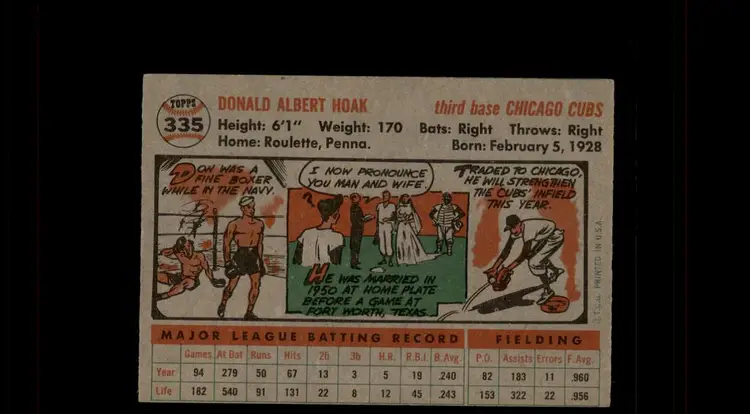 TOPPS
335
DONALD ALBERT HOAK third base CHICAGO CUBS
Height: 6'1" Weight: 170 Bats: Right Throws: Right
Home: Roulette, Penna. Born: February 5, 1928
DON WAS A
FINE BOXER
WHILE IN THE NAVY.
I NOW PRONOUNCE
YOU MAN AND WIFE.
HE WAS MARRIED IN
1950 AT HOME PLATE
BEFORE A GAME AT
FORT WORTH, TEXAS.
TRADED TO CHICAGO,
HE WILL STRENGTHEN
THE CUBS' INFIELD
THIS YEAR.
© T.C.G. PRINTED IN U.S.A.
MAJOR LEAGUE BATTING RECORD FIELDING
Games At Bat Runs Hits 2b 3b H.R. R.B.I. B.Avg. P.O. Assists Errors F.Avg.
Year 94 279 50 67 13 3 5 19 .240 82 183 11 .960
Life 182 540 91 131 22 8 12 45 .243 153 322 22 .956